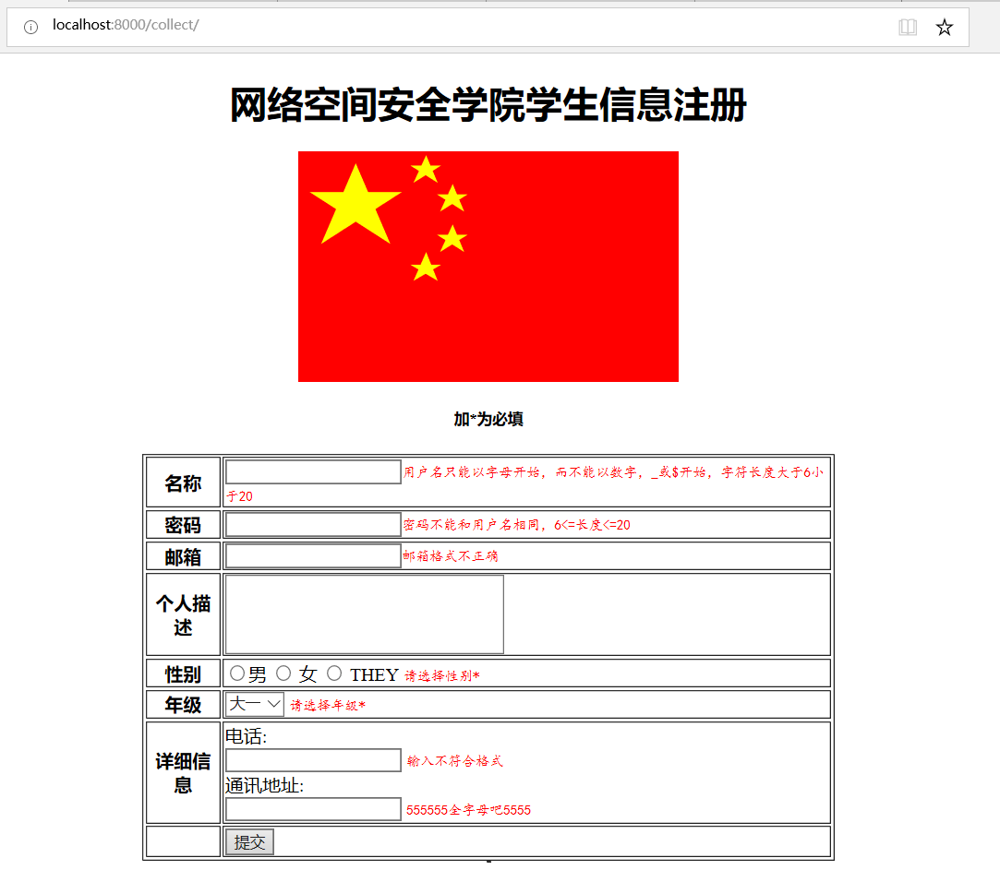 localhost:8000/collect/
网络空间安全学院学生信息注册
加*为必填
名称 用户名只能以字母开始，而不能以数字，_或$开始，字符长度大于6小
于20
密码 密码不能和用户名相同，6<=长度<=20
邮箱 邮箱格式不正确
个人描
述
性别 男 女 THEY 请选择性别*
年级 大一 请选择年级*
详细信
息
电话:
输入不符合格式
通讯地址:
555555全字母吧5555
提交